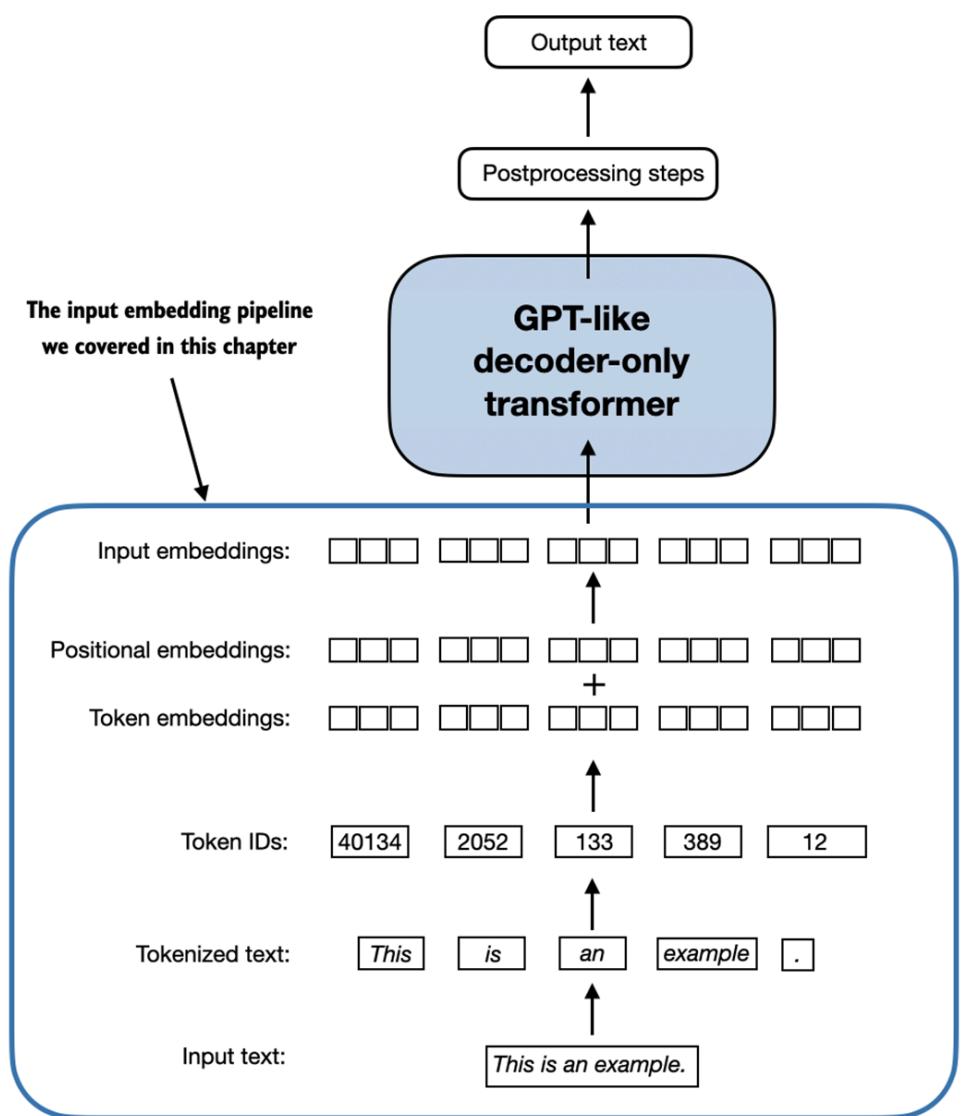 Output text
Postprocessing steps
GPT-like
decoder-only
transformer
The input embedding pipeline
we covered in this chapter
Input embeddings:
Positional embeddings:
+
Token embeddings:
Token IDs: 40134 2052 133 389 12
Tokenized text: This is an example .
Input text: This is an example.